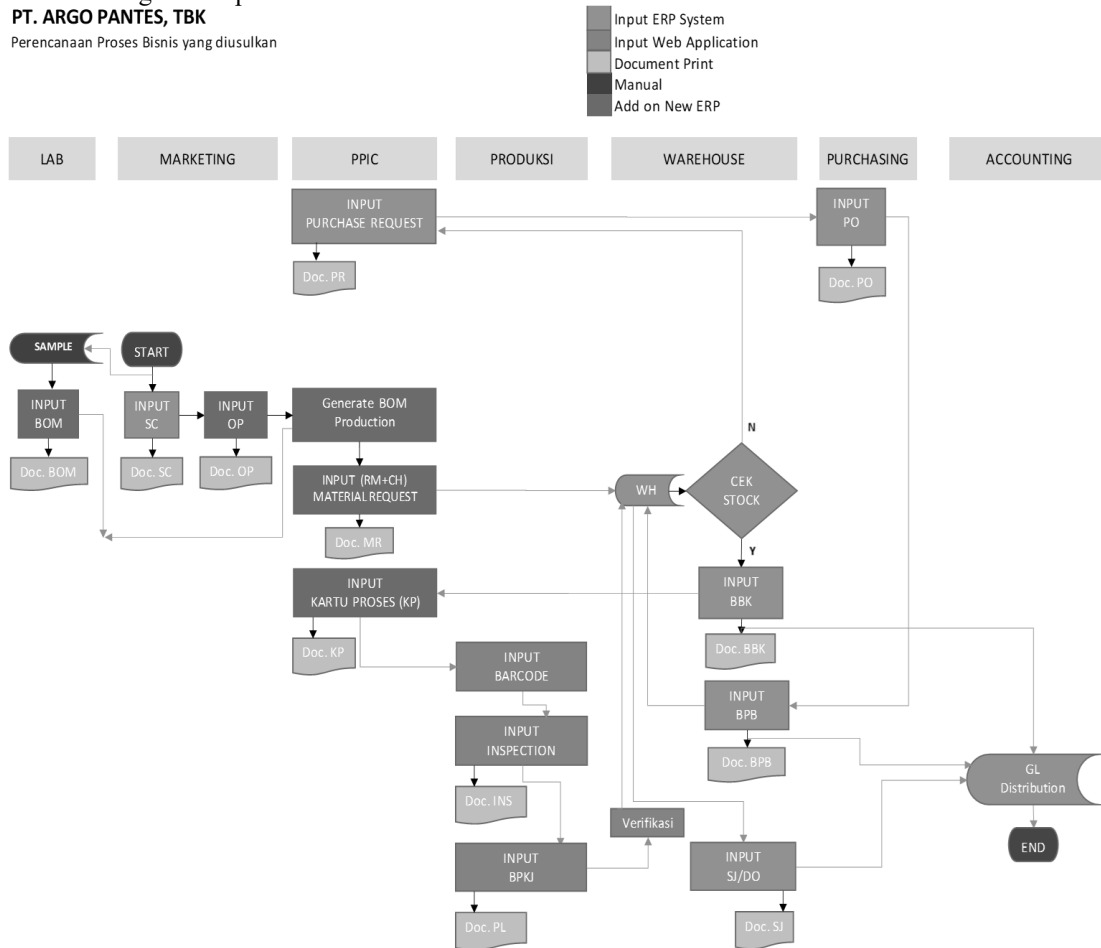 PT. ARGO PANTES, TBK
Perencanaan Proses Bisnis yang diusulkan
Input ERP System
Input Web Application
Document Print
Manual
Add on New ERP
LAB
MARKETING
PPIC
PRODUKSI
WAREHOUSE
PURCHASING
ACCOUNTING
INPUT
PURCHASE REQUEST
INPUT
PO
Doc. PR
Doc. PO
SAMPLE
START
INPUT
BOM
INPUT
SC
INPUT
OP
Generate BOM
Production
Doc. BOM
Doc. SC
Doc. OP
N
INPUT (RM+CH)
MATERIAL REQUEST
WH
CEK
STOCK
Doc. MR
Y
INPUT
KARTU PROSES (KP)
INPUT
BBK
Doc. KP
Doc. BBK
INPUT
BARCODE
INPUT
BPB
INPUT
INSPECTION
Doc. BPB
GL
Distribution
Doc. INS
Verifikasi
END
INPUT
BPKJ
INPUT
SJ/DO
Doc. PL
Doc. SJ